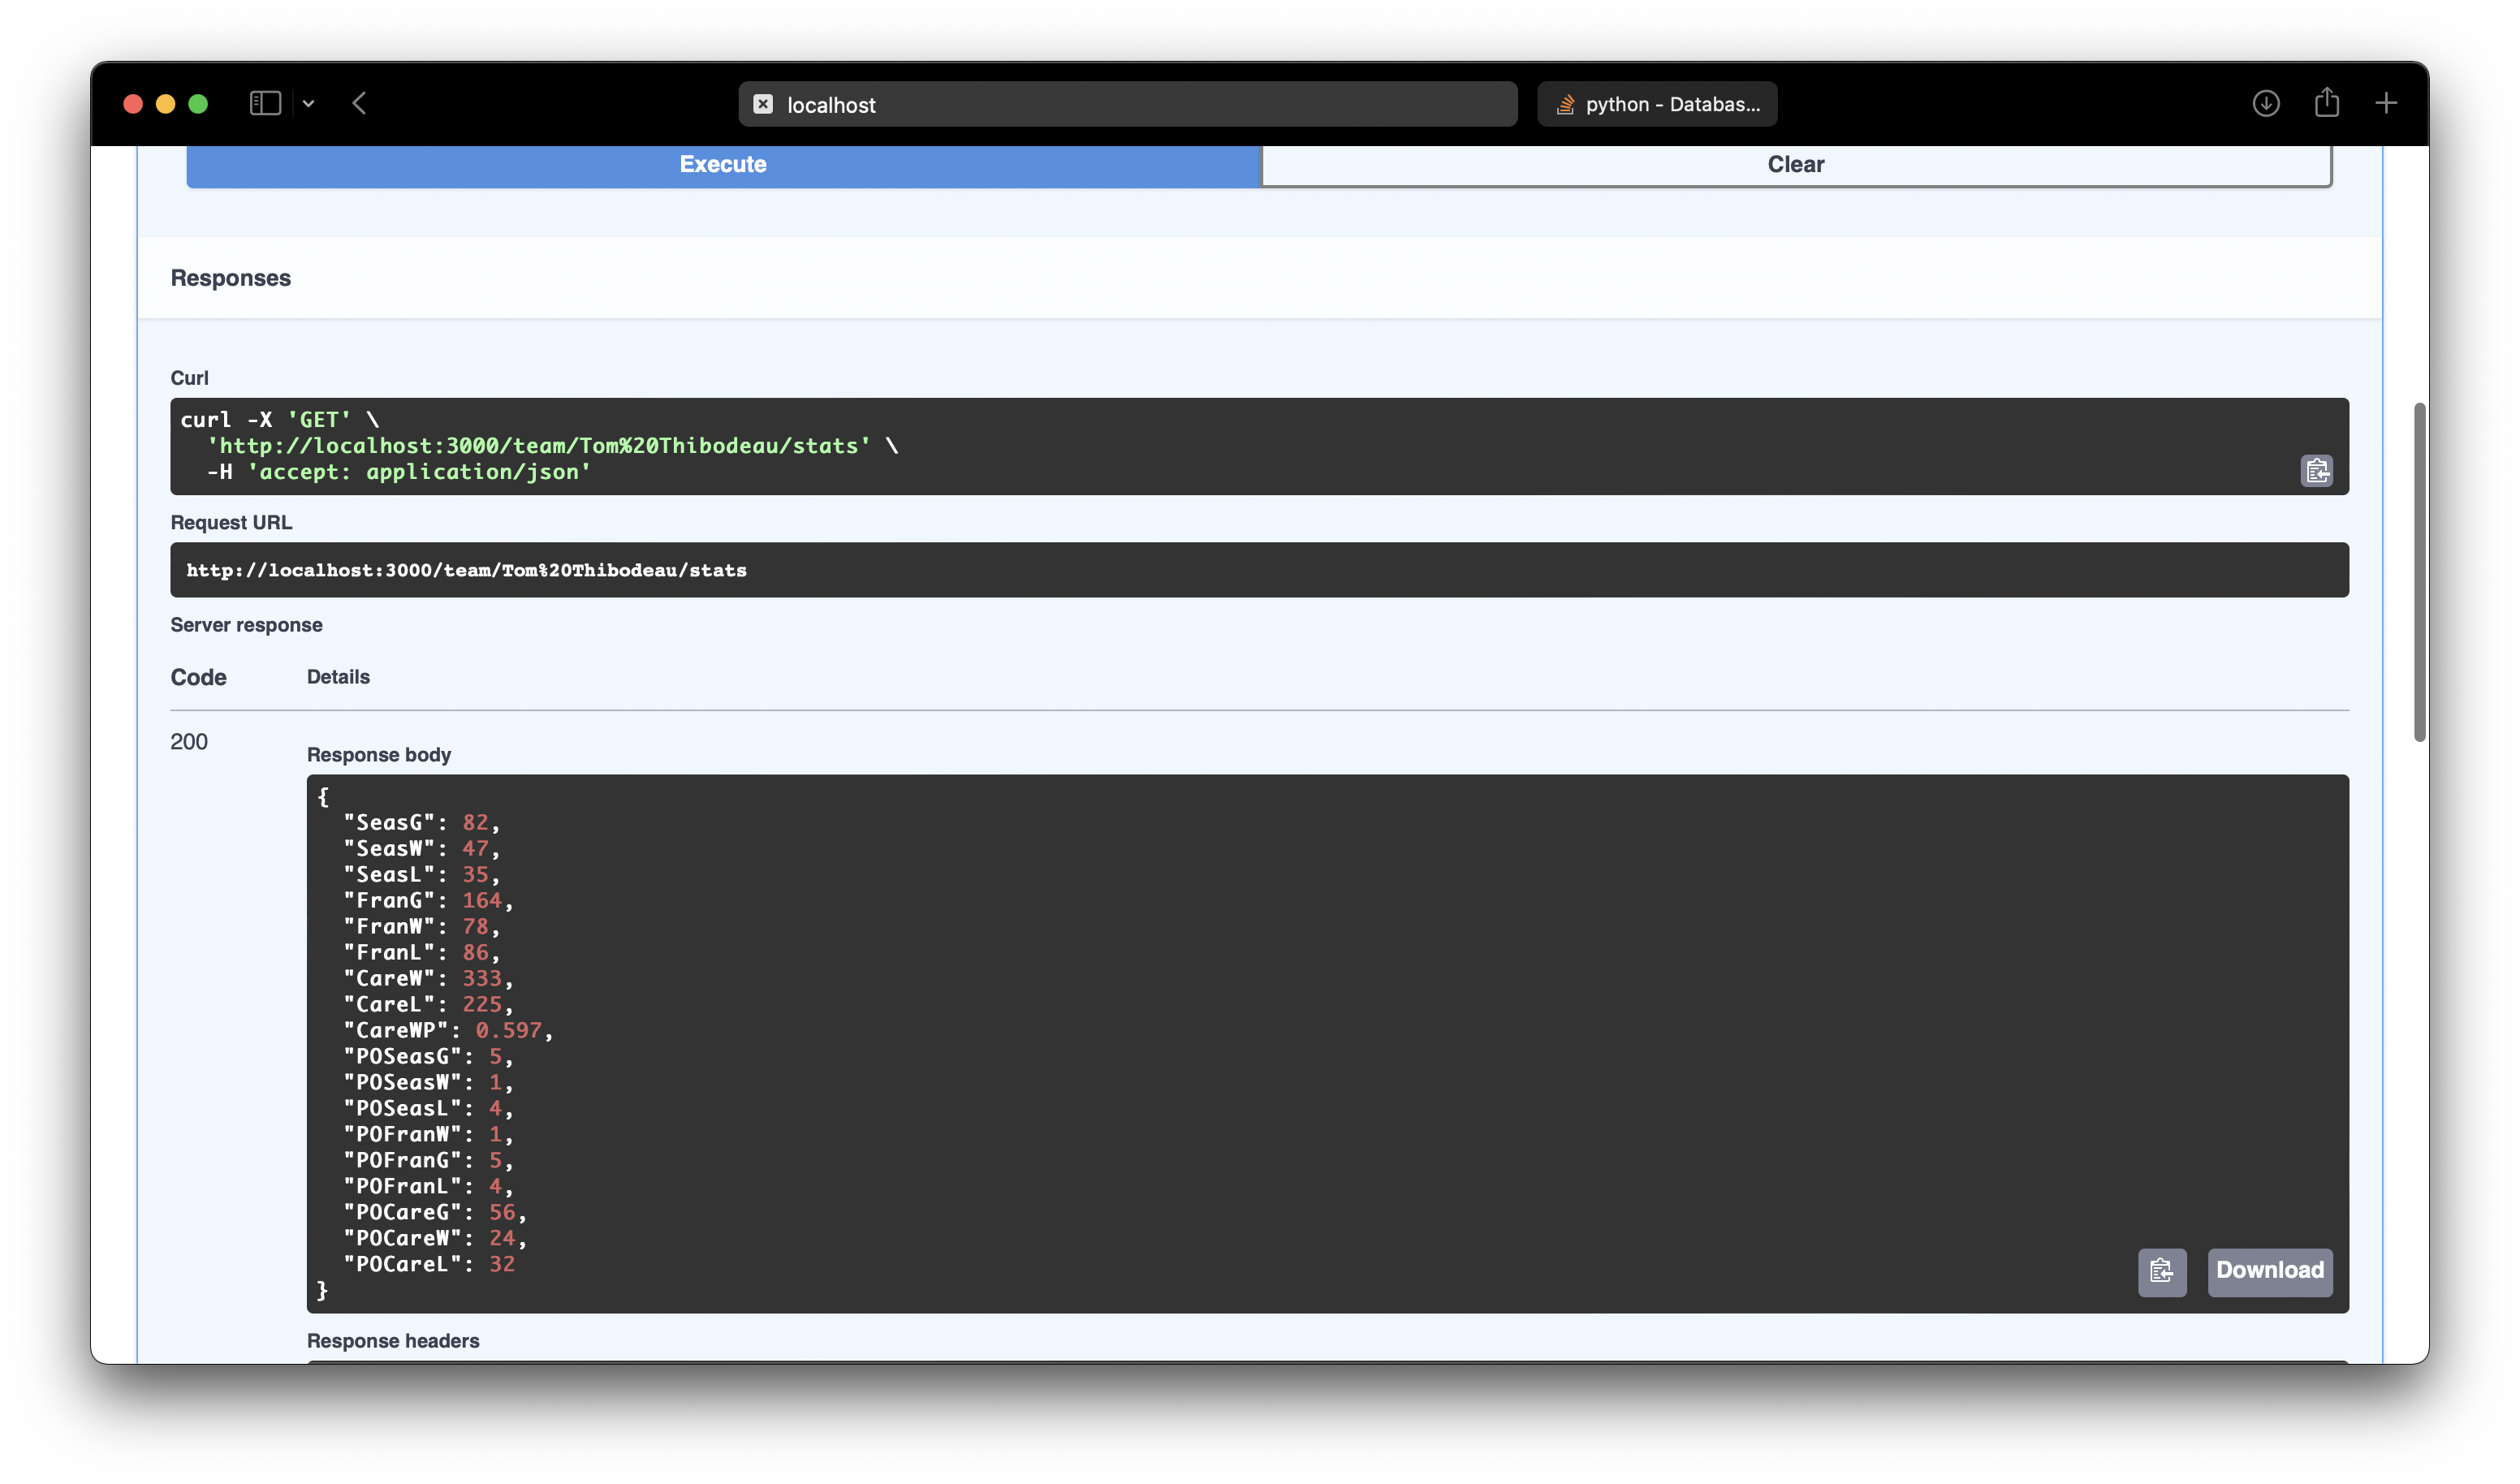 localhost
python - Databas...
Execute
Clear
Responses
Curl
curl -X 'GET' \
'http://localhost:3000/team/Tom%20Thibodeau/stats' \
-H 'accept: application/json'
Request URL
http://localhost:3000/team/Tom%20Thibodeau/stats
Server response
Code Details
200
Response body
{
"SeasG": 82,
"SeasW": 47,
"SeasL": 35,
"FranG": 164,
"FranW": 78,
"FranL": 86,
"CareW": 333,
"CareL": 225,
"CareWP": 0.597,
"POSeasG": 5,
"POSeasW": 1,
"POSeasL": 4,
"POFranW": 1,
"POFranG": 5,
"POFranL": 4,
"POCareG": 56,
"POCareW": 24,
"POCareL": 32
}
Download
Response headers